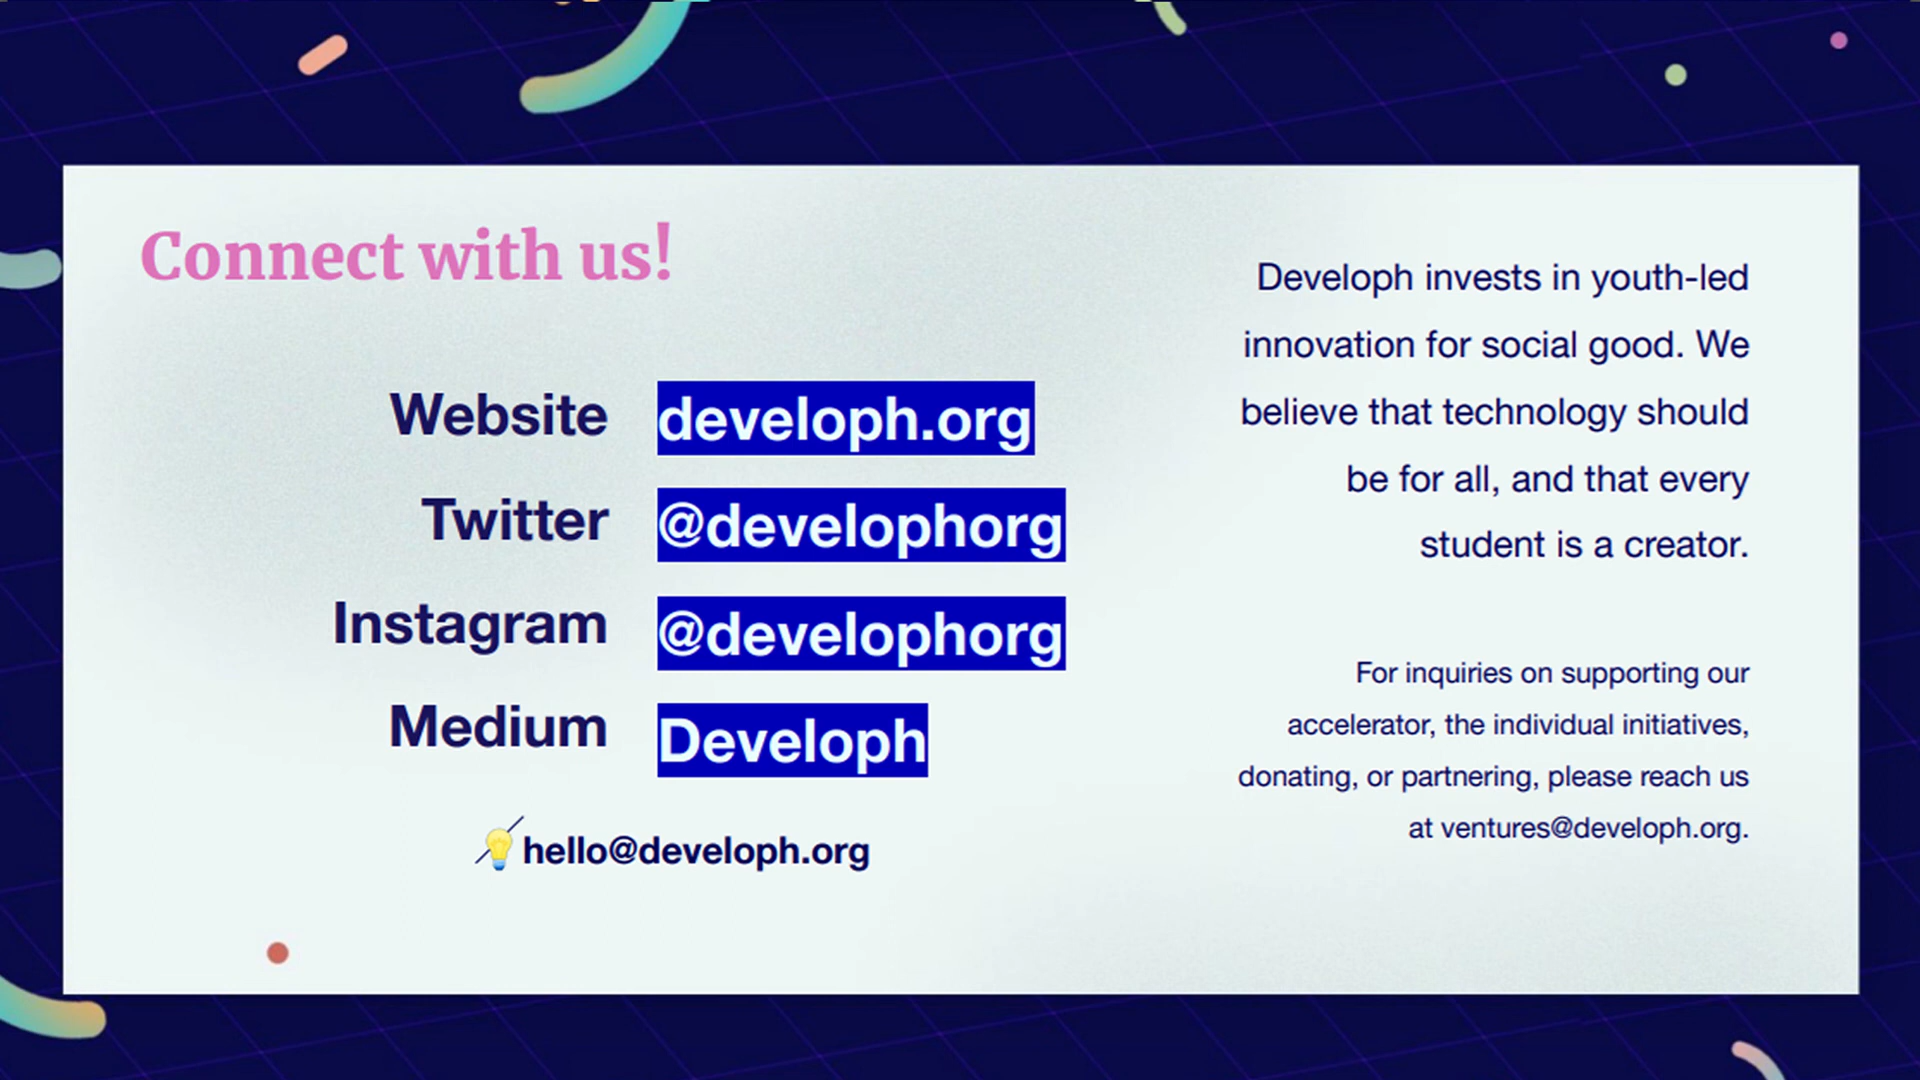 Connect with us!
Website developh.org
Twitter @develophorg
Instagram @develophorg
Medium Developh
hello@developh.org
Developh invests in youth-led
innovation for social good. We
believe that technology should
be for all, and that every
student is a creator.
For inquiries on supporting our
accelerator, the individual initiatives,
donating, or partnering, please reach us
at ventures@developh.org.